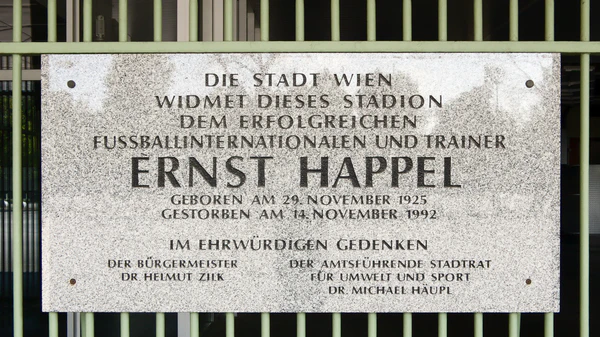 DIE STADT WIEN
WIDMET DIESES STADION
DEM ERFOLGREICHEN
FUSSBALLINTERNATIONALEN UND TRAINER
ERNST HAPPEL
GEBOREN AM 29. NOVEMBER 1925
GESTORBEN AM 14. NOVEMBER 1992
IM EHRWÜRDIGEN GEDENKEN
DER BÜRGERMEISTER
DR. HELMUT ZILK
DER AMTSFÜHRENDE STADTRAT
FÜR UMWELT UND SPORT
DR. MICHAEL HÄUPL